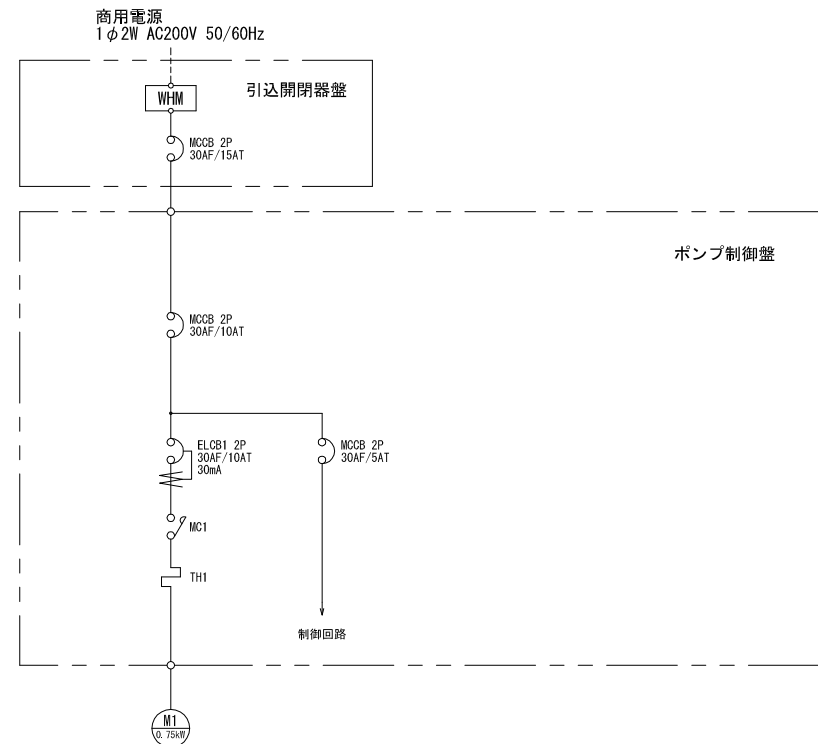 商用電源
1φ2W AC200V 50/60Hz
引込開閉器盤
WHM
MCCB 2P
30AF/15AT
ポンプ制御盤
MCCB 2P
30AF/10AT
ELCB1 2P
30AF/10AT
30mA
MCCB 2P
30AF/5AT
MC1
TH1
制御回路
M1
0.75kW